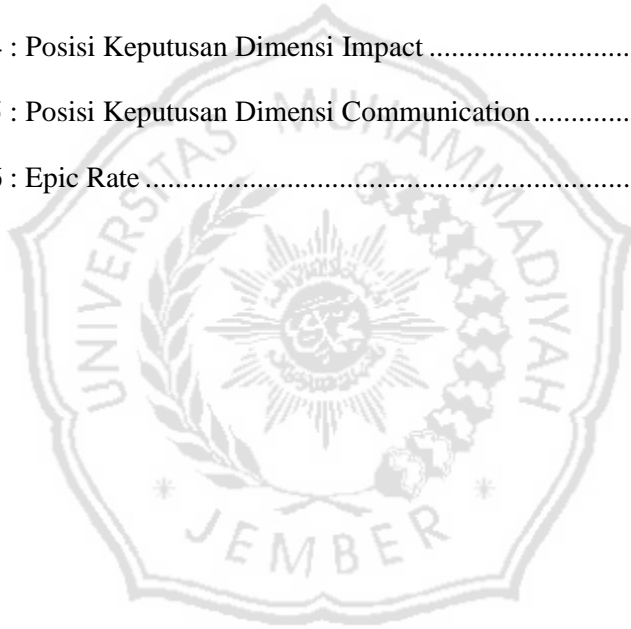 : Posisi Keputusan Dimensi Impact ............................
: Posisi Keputusan Dimensi Communication .............
: Epic Rate .................................................................
UNIVERSITAS MUHAMMADIYAH
* JEMBER *